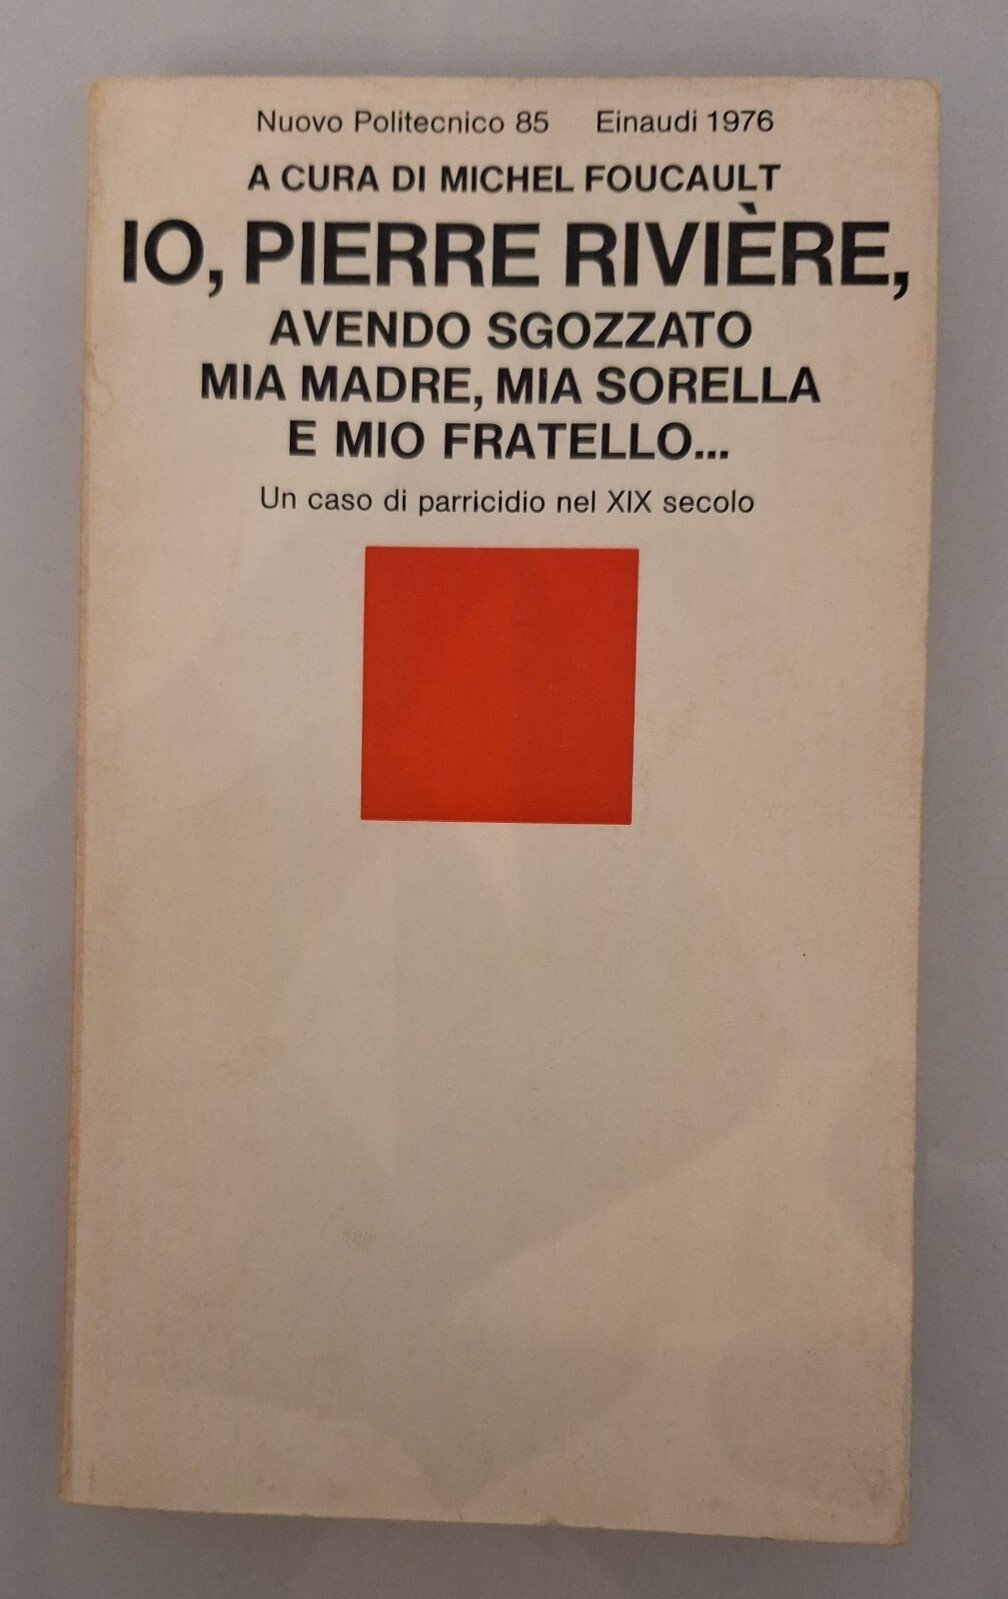 Nuovo Politecnico 85 Einaudi 1976
A CURA DI MICHEL FOUCAULT
IO, PIERRE RIVIÈRE,
AVENDO SGOZZATO
MIA MADRE, MIA SORELLA
E MIO FRATELLO...
Un caso di parricidio nel XIX secolo